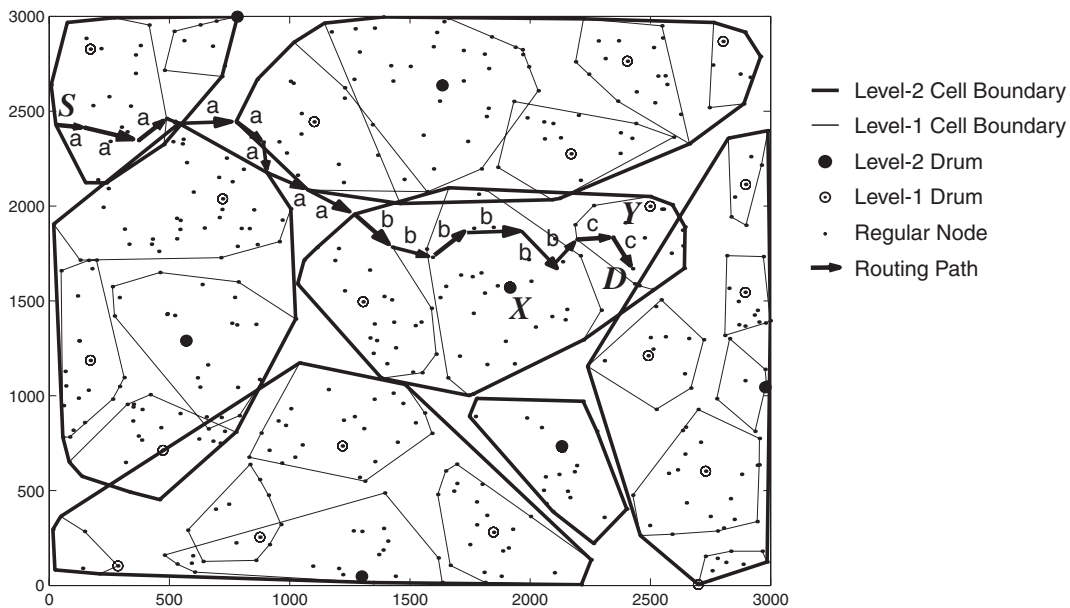 3000
2500
2000
1500
1000
500
0
0 500 1000 1500 2000 2500 3000
S
a a a a a a a a
b b b b b b
c c
Y
D
X
Level-2 Cell Boundary
Level-1 Cell Boundary
Level-2 Drum
Level-1 Drum
Regular Node
Routing Path